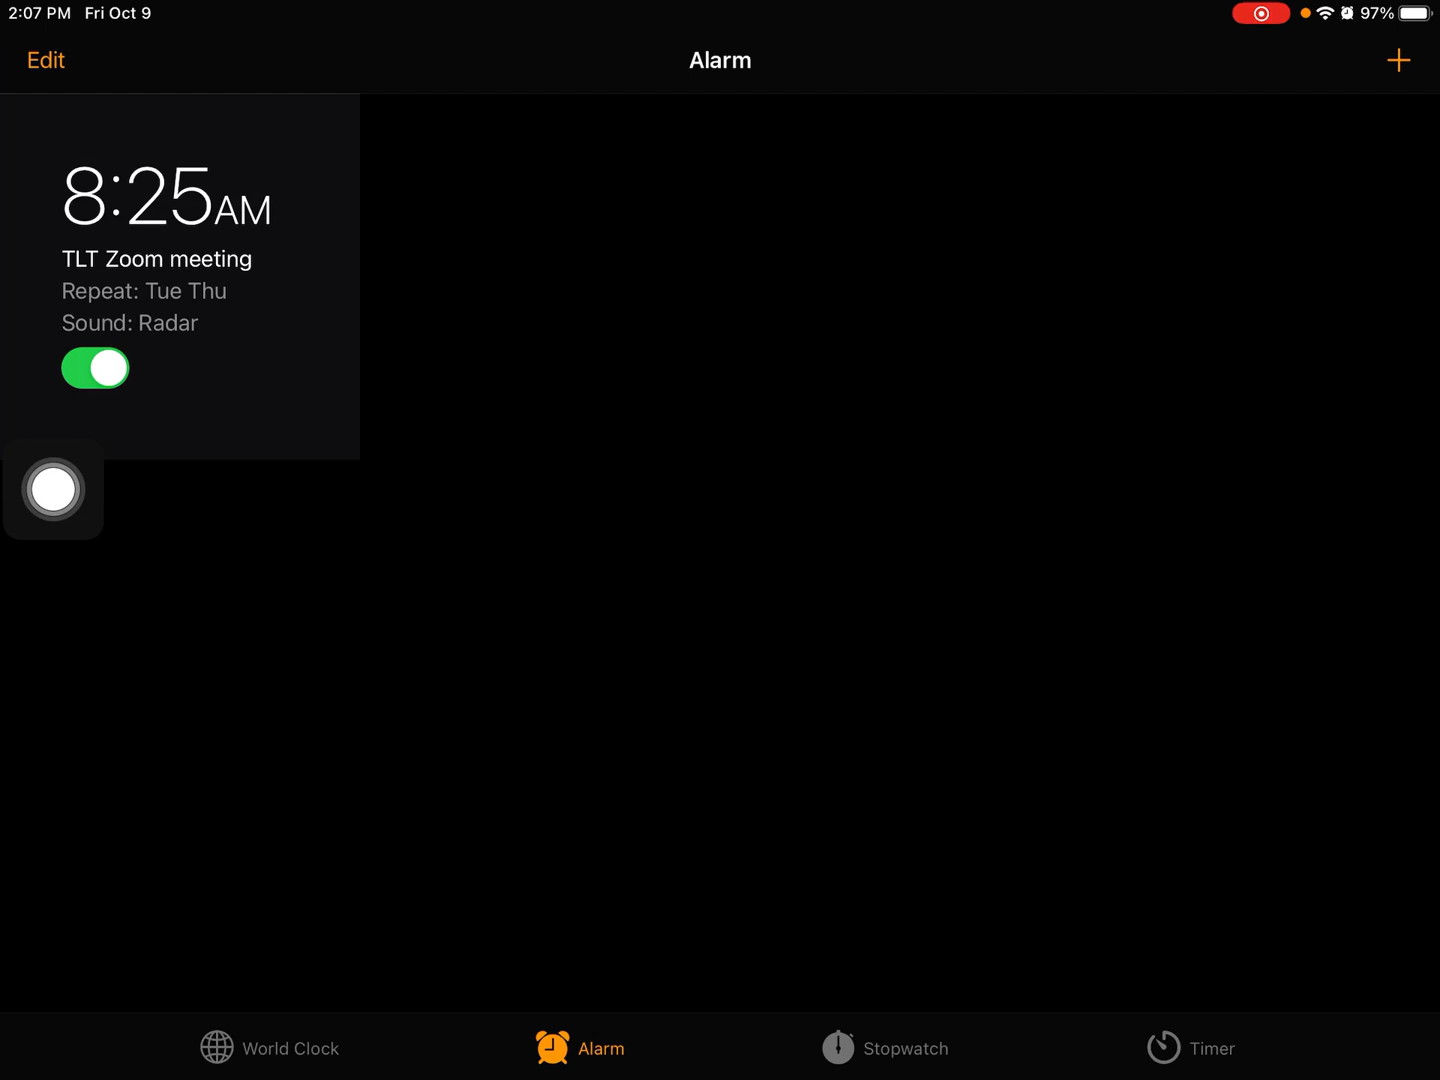 2:07 PM Fri Oct 9
97%
Edit
Alarm
8:25AM
TLT Zoom meeting
Repeat: Tue Thu
Sound: Radar
World Clock
Alarm
Stopwatch
Timer